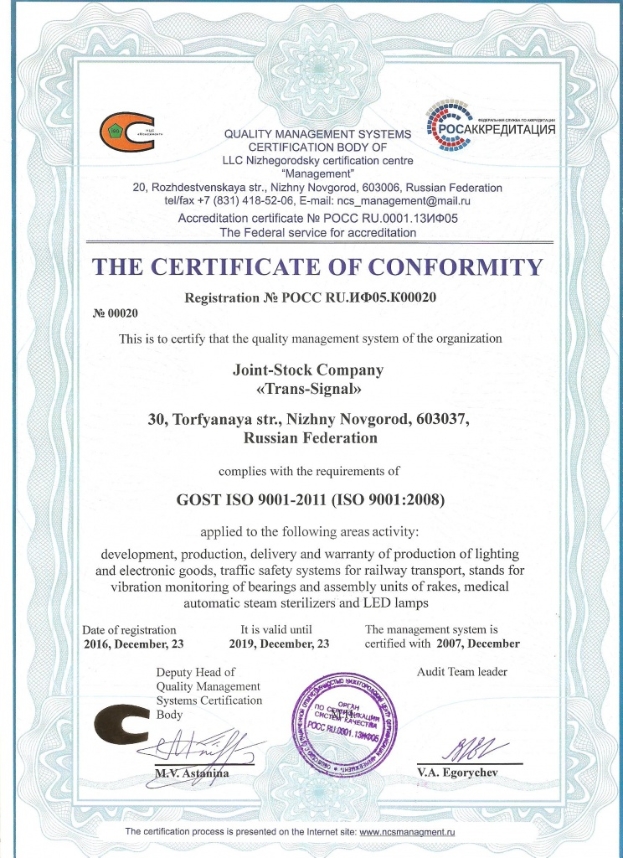 ФЕДЕРАЛЬНАЯ СЛУЖБА ПО АККРЕДИТАЦИИ
РОСАККРЕДИТАЦИЯ
QUALITY MANAGEMENT SYSTEMS
CERTIFICATION BODY OF
LLC Nizhegorodsky certification centre
"Management"
20, Rozhdestvenskaya str., Nizhny Novgorod, 603006, Russian Federation
tel/fax +7 (831) 418-52-06, E-mail: ncs_management@mail.ru
Accreditation certificate № РОСС RU.0001.13ИФ05
The Federal service for accreditation
THE CERTIFICATE OF CONFORMITY
Registration № РОСС RU.ИФ05.К00020
№ 00020
This is to certify that the quality management system of the organization
Joint-Stock Company
«Trans-Signal»
30, Torfyanaya str., Nizhny Novgorod, 603037,
Russian Federation
complies with the requirements of
GOST ISO 9001-2011 (ISO 9001:2008)
applied to the following areas activity:
development, production, delivery and warranty of production of lighting
and electronic goods, traffic safety systems for railway transport, stands for
vibration monitoring of bearings and assembly units of rakes, medical
automatic steam sterilizers and LED lamps
Date of registration
2016, December, 23
It is valid until
2019, December, 23
The management system is
certified with 2007, December
Deputy Head of
Quality Management
Systems Certification
Body
M.V. Astanina
ОРГАН
ПО СЕРТИФИКАЦИИ
СИСТЕМ КАЧЕСТВА
РОСС RU.0001.13ИФ05
Audit Team leader
V.A. Egorychev
The certification process is presented on the Internet site: www.ncsmanagment.ru